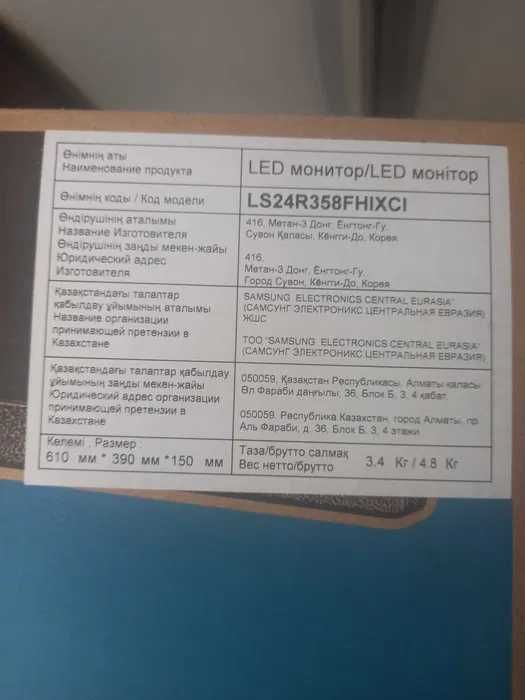 Өнімнің аты
Наименование продукта
LED монитор/LED монітор
Өнімнің коды / Код модели
LS24R358FHIXCI
Өндірушінің аталымы
Название Изготовителя
Өндірушінің заңды мекен-жайы
Юридический адрес
Изготовителя
416, Метан-3 Донг, Ёнгтонг-Гу,
Сувон Қаласы, Кёнги-До, Корея
416,
Метан-3 Донг, Ёнгтонг-Гу,
Город Сувон, Кёнги-До, Корея
Қазақстандағы талаптар
қабылдау ұйымының аталымы
Название организации
принимающей претензии в
Казахстане
SAMSUNG ELECTRONICS CENTRAL EURASIA"
(САМСУНГ ЭЛЕКТРОНИКС ЦЕНТРАЛЬНАЯ ЕВРАЗИЯ)
ЖШС
ТОО "SAMSUNG ELECTRONICS CENTRAL EURASIA"
(САМСУНГ ЭЛЕКТРОНИКС ЦЕНТРАЛЬНАЯ ЕВРАЗИЯ)
Қазақстандағы талаптар қабылдау
ұйымының заңды мекен-жайы
Юридический адрес организации
принимающей претензии в
Казахстане
050059, Қазақстан Республикасы, Алматы қаласы
Әл Фараби даңғылы, 36, Блок Б, 3, 4 қабат
050059, Республика Казахстан, город Алматы, пр.
Аль Фараби, д. 36, Блок Б, 3, 4 этажи
Көлемі , Размер
610 мм * 390 мм *150 мм
Таза/брутто салмақ
Вес нетто/брутто
3.4 Кг / 4.8 Кг